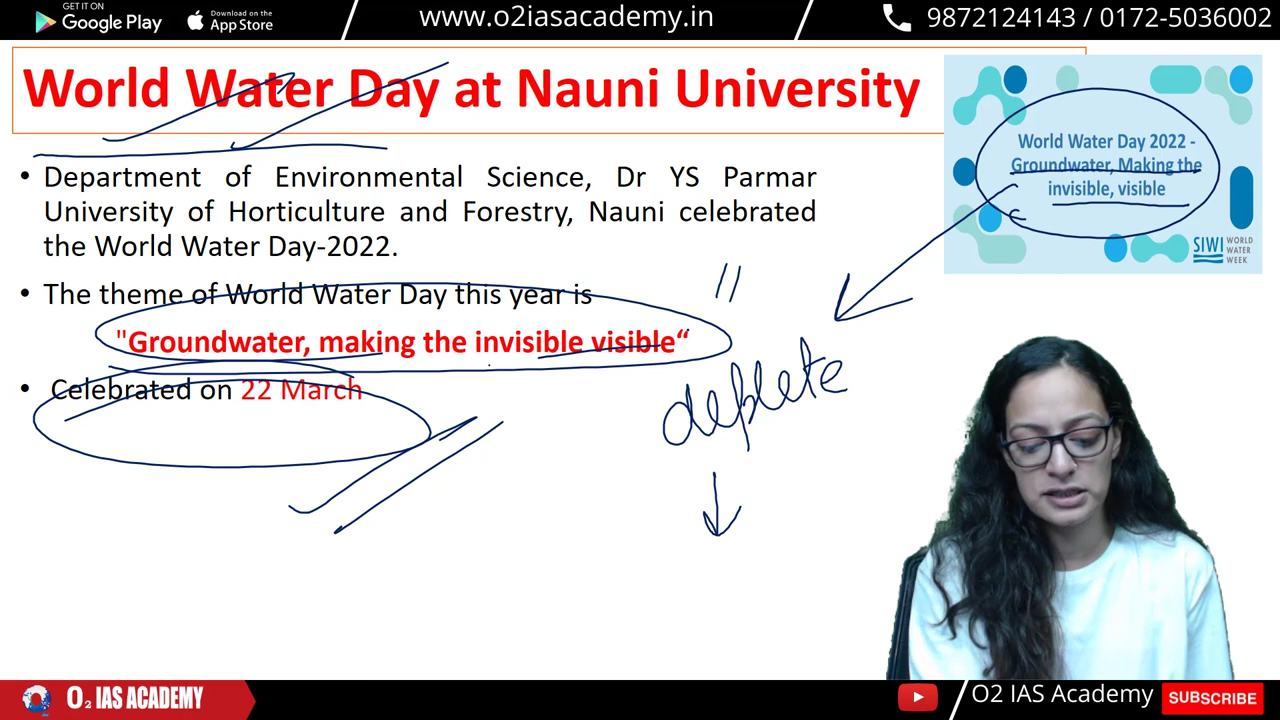 GET IT ON
Google Play
Download on the
App Store
www.o2iasacademy.in
9872124143 / 0172-5036002
World Water Day at Nauni University
World Water Day 2022 -
Groundwater, Making the
invisible, visible
SIWI WORLD
WATER
WEEK
• Department of Environmental Science, Dr YS Parmar
University of Horticulture and Forestry, Nauni celebrated
the World Water Day-2022.
• The theme of World Water Day this year is
"Groundwater, making the invisible visible“
• Celebrated on 22 March
deplete
O2 IAS ACADEMY
O2 IAS Academy
SUBSCRIBE